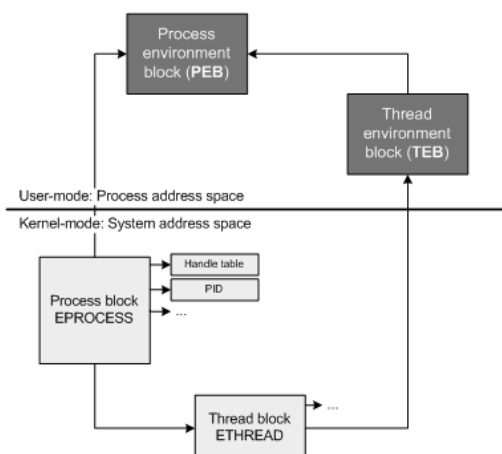 Process
environment
block (PEB)
Thread
environment
block (TEB)
User-mode: Process address space
Kernel-mode: System address space
Handle table
PID
...
Process block
EPROCESS
...
Thread block
ETHREAD